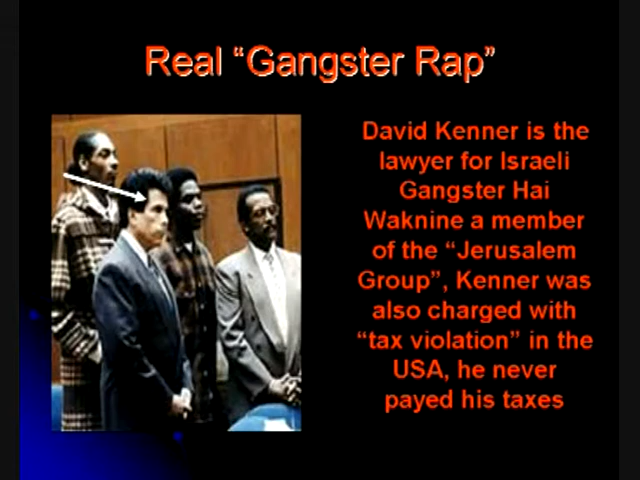 Real “Gangster Rap”
David Kenner is the
lawyer for Israeli
Gangster Hai
Waknine a member
of the “Jerusalem
Group”, Kenner was
also charged with
“tax violation” in the
USA, he never
payed his taxes